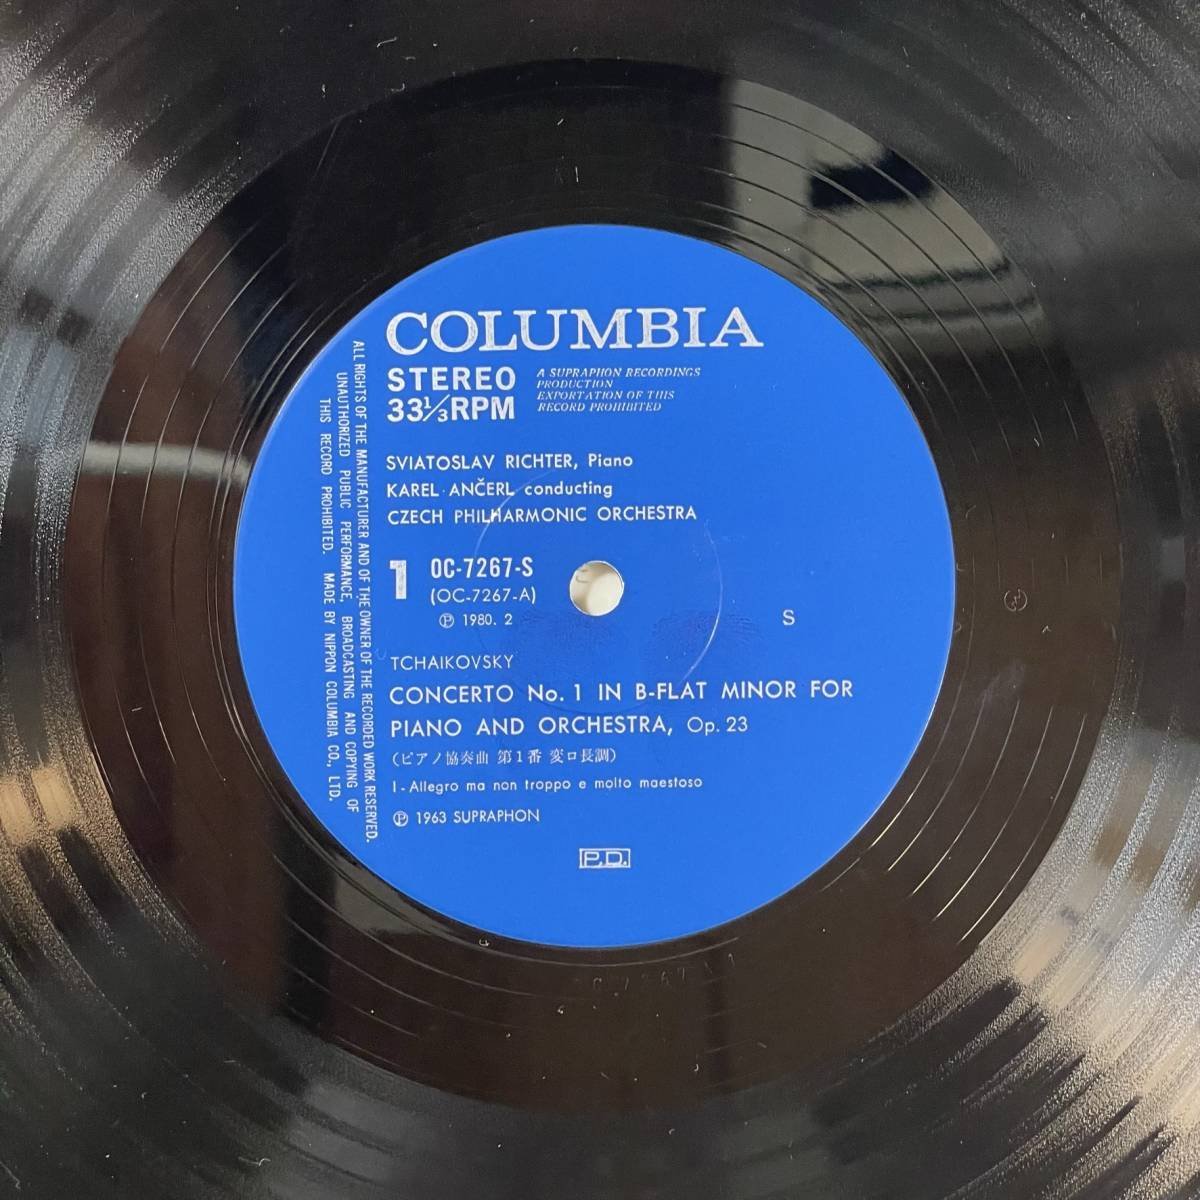 COLUMBIA
STEREO
33⅓RPM
A SUPRAPHON RECORDINGS
PRODUCTION
EXPORTATION OF THIS
RECORD PROHIBITED
SVIATOSLAV RICHTER, Piano
KAREL ANČERL conducting
CZECH PHILHARMONIC ORCHESTRA
1
OC-7267-S
(OC-7267-A)
Ⓟ 1980. 2
S
TCHAIKOVSKY
CONCERTO No. 1 IN B-FLAT MINOR FOR
PIANO AND ORCHESTRA, Op. 23
(ピアノ協奏曲 第1番 変ロ長調)
I - Allegro ma non troppo e molto maestoso
Ⓟ 1963 SUPRAPHON
P.D.
ALL RIGHTS OF THE MANUFACTURER AND OF THE OWNER OF THE RECORDED WORK RESERVED.
UNAUTHORIZED PUBLIC PERFORMANCE, BROADCASTING AND COPYING OF
THIS RECORD PROHIBITED. MADE BY NIPPON COLUMBIA CO., LTD.